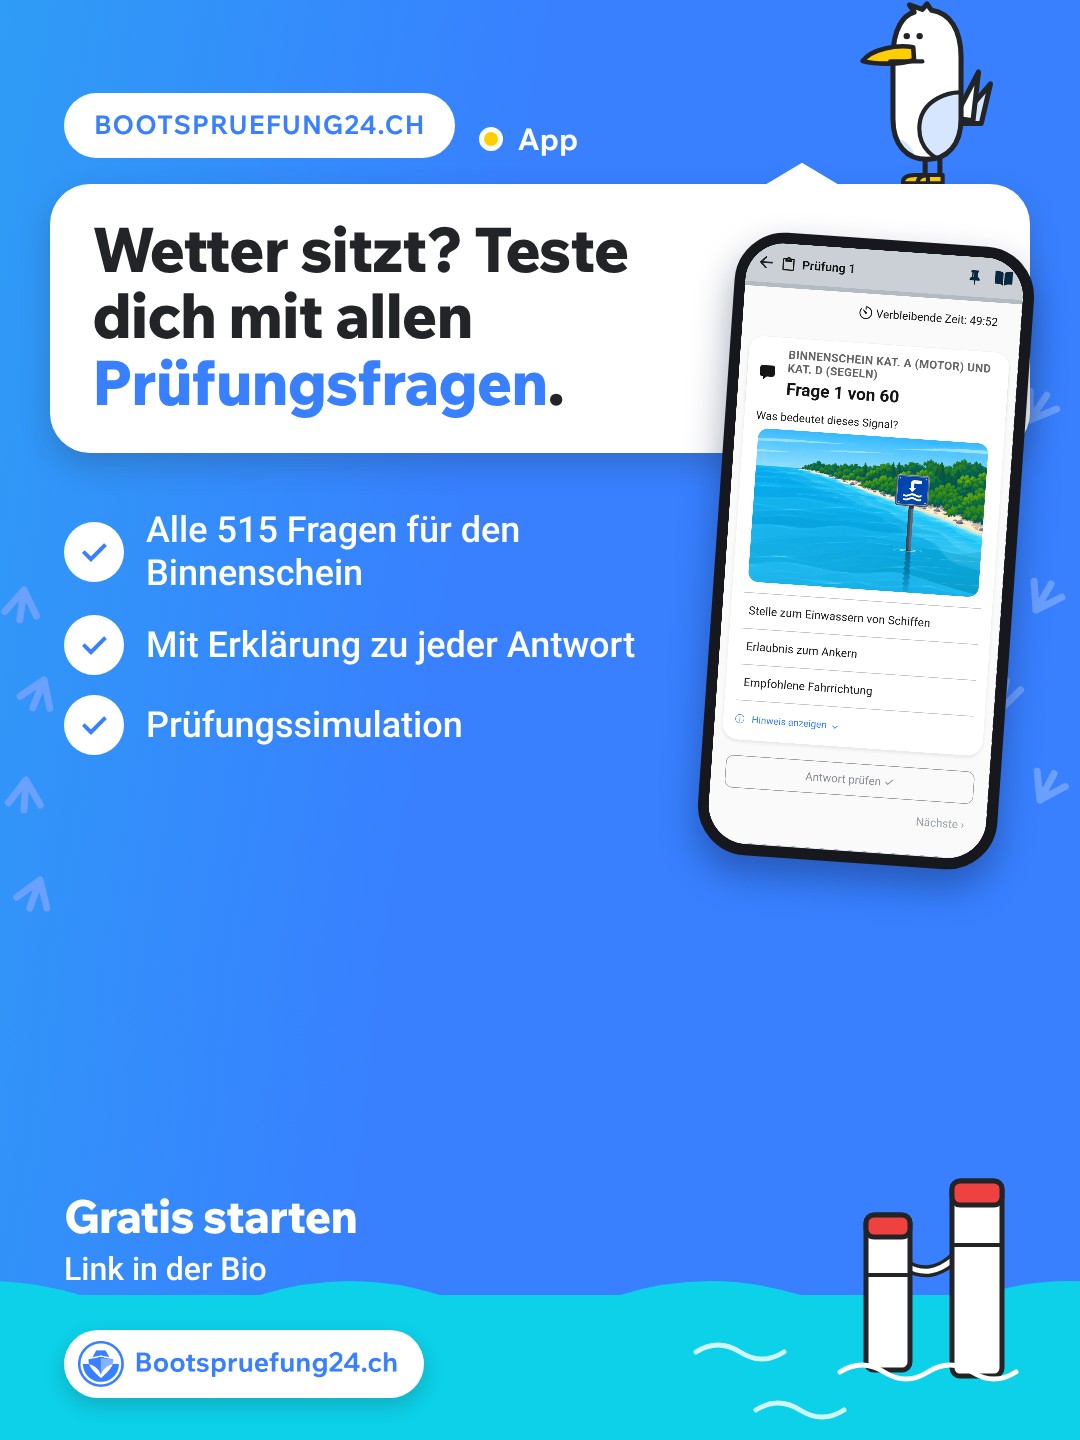 BOOTSPRUEFUNG24.CH
App
Wetter sitzt? Teste
dich mit allen
Prüfungsfragen.
Alle 515 Fragen für den
Binnenschein
Mit Erklärung zu jeder Antwort
Prüfungssimulation
Prüfung 1
Verbleibende Zeit: 49:52
BINNENSCHEIN KAT. A (MOTOR) UND
KAT. D (SEGELN)
Frage 1 von 60
Was bedeutet dieses Signal?
Stelle zum Einwassern von Schiffen
Erlaubnis zum Ankern
Empfohlene Fahrrichtung
Hinweis anzeigen
Antwort prüfen
Nächste ›
Gratis starten
Link in der Bio
Bootspruefung24.ch